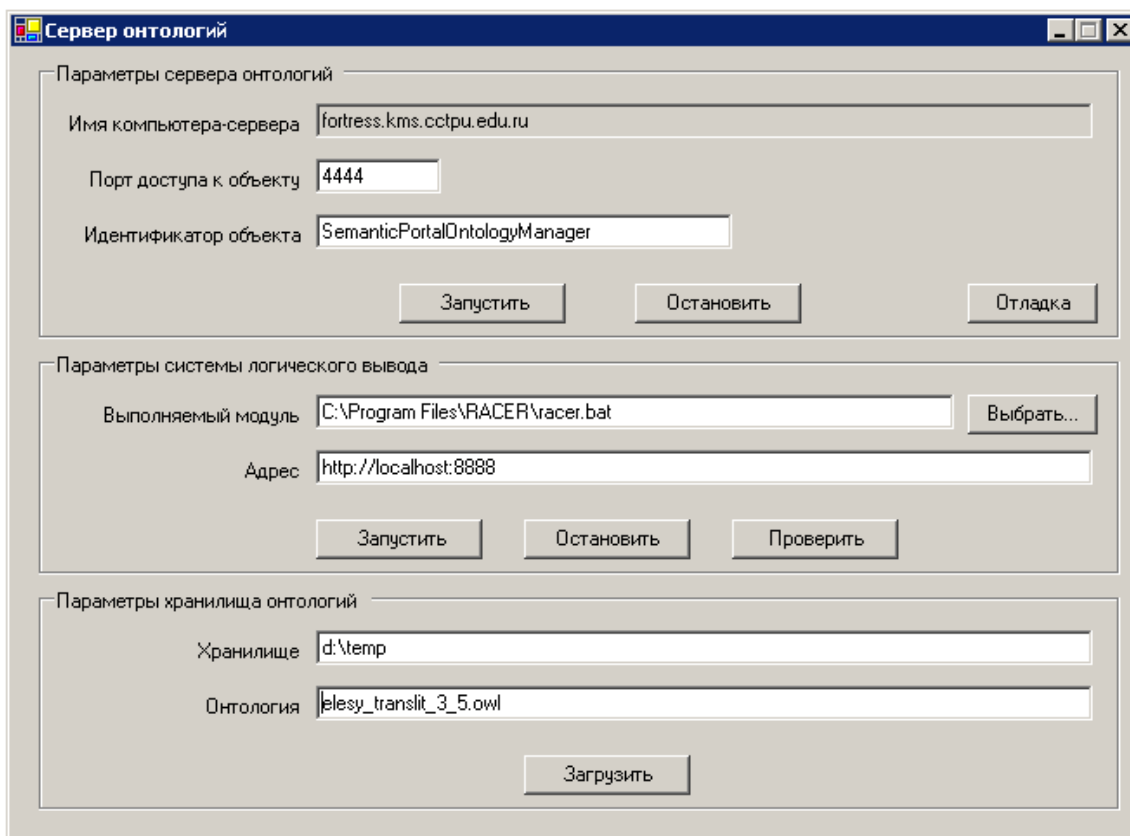 Сервер онтологий
Параметры сервера онтологий
Имя компьютера-сервера fortress.kms.cctpu.edu.ru
Порт доступа к объекту 4444
Идентификатор объекта SemanticPortalOntologyManager
Запустить Остановить Отладка
Параметры системы логического вывода
Выполняемый модуль C:\Program Files\RACER\racer.bat Выбрать...
Адрес http://localhost:8888
Запустить Остановить Проверить
Параметры хранилища онтологий
Хранилище d:\temp
Онтология elesy_translit_3_5.owl
Загрузить